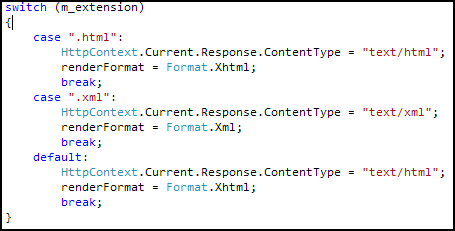 switch (m_extension)
{
    case ".html":
        HttpContext.Current.Response.ContentType = "text/html";
        renderFormat = Format.Xhtml;
        break;
    case ".xml":
        HttpContext.Current.Response.ContentType = "text/xml";
        renderFormat = Format.Xml;
        break;
    default:
        HttpContext.Current.Response.ContentType = "text/html";
        renderFormat = Format.Xhtml;
        break;
}